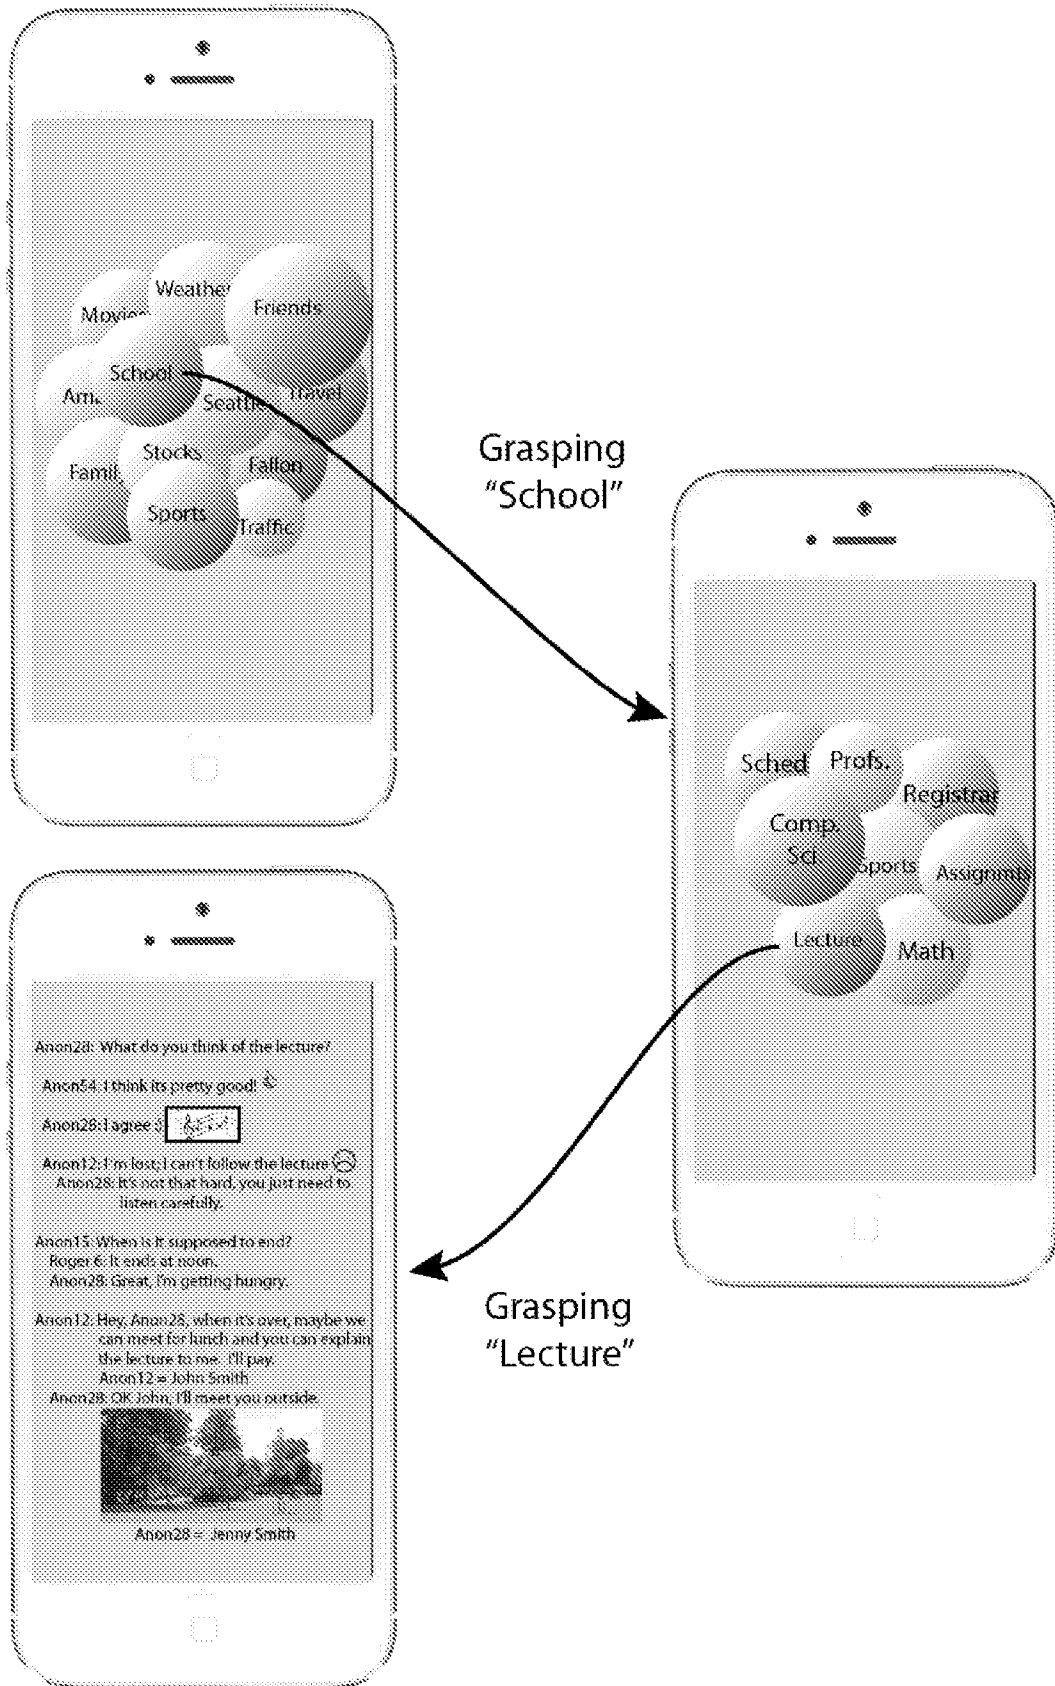 Weather
Friends
Movies
School
Seattle
Travel
Stocks
Famil
Fallon
Sports
Traffic
Grasping
"School"
Sched
Profs.
Registrar
Comp.
Sci
Sports
Assignmts
Lecture
Math
Grasping
"Lecture"
Anon28: What do you think of the lecture?
Anon54: I think its pretty good!
Anon28: I agree :)
Anon12: I'm lost; I can't follow the lecture
Anon28: It's not that hard, you just need to
listen carefully.
Anon15: When is it supposed to end?
Roger 6: It ends at noon.
Anon28: Great, I'm getting hungry.
Anon12: Hey, Anon28, when it's over, maybe we
can meet for lunch and you can explain
the lecture to me. I'll pay.
Anon12 = John Smith
Anon28: OK John, I'll meet you outside.
Anon28 = Jenny Smith